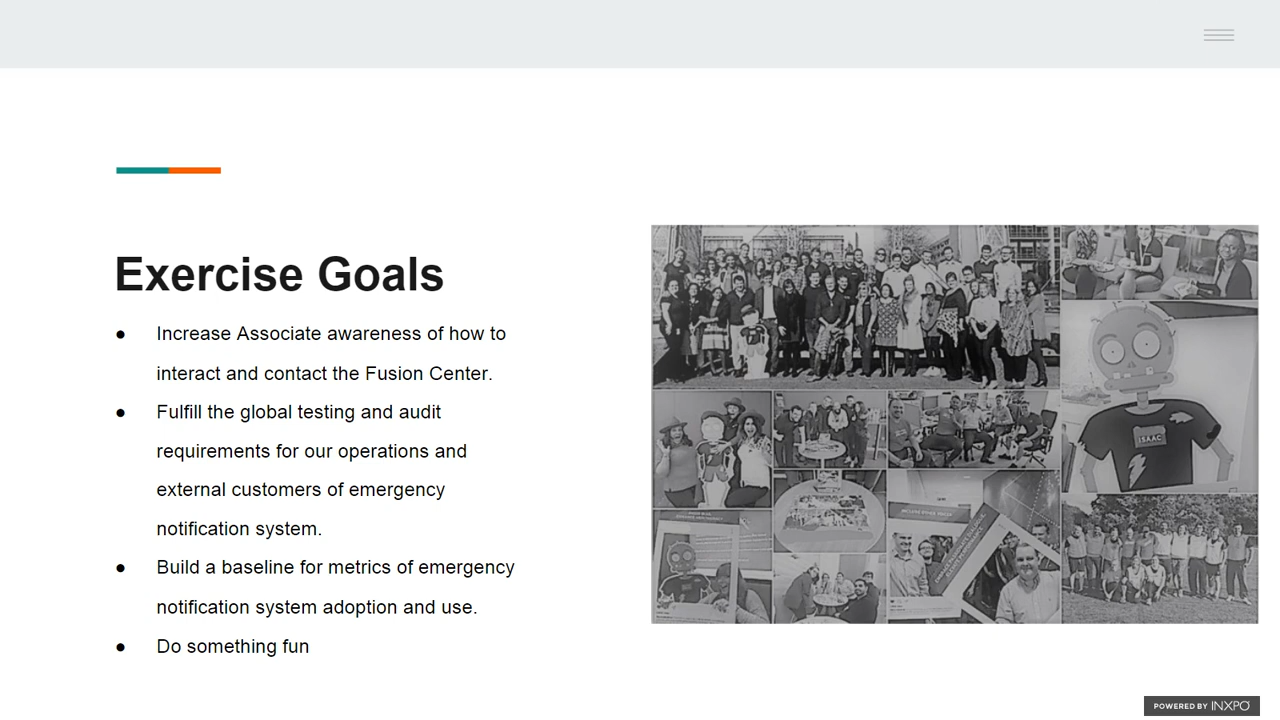 Exercise Goals
● Increase Associate awareness of how to
interact and contact the Fusion Center.
● Fulfill the global testing and audit
requirements for our operations and
external customers of emergency
notification system.
● Build a baseline for metrics of emergency
notification system adoption and use.
● Do something fun
ISAAC
POWERED BY INXPO